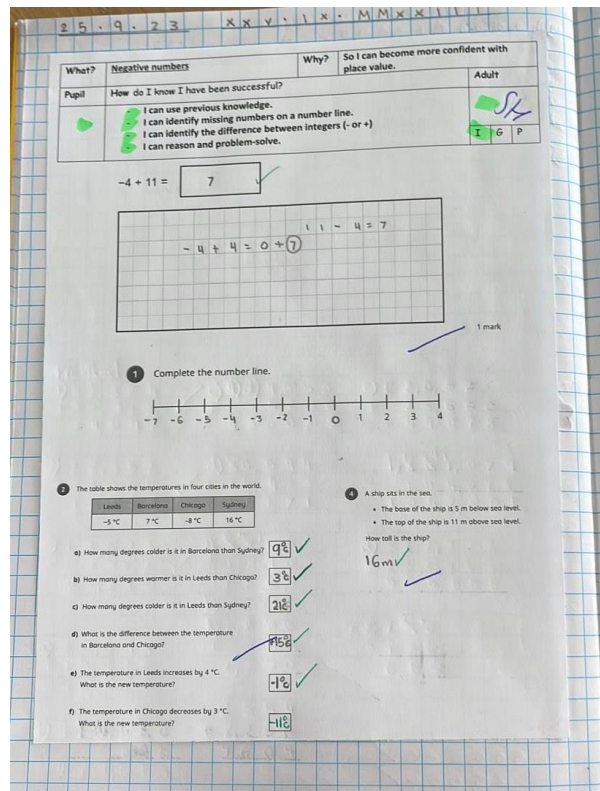 25.9.23 XXV.IX.MMXXIII
What? Negative numbers Why? So I can become more confident with place value.
Pupil How do I know I have been successful? Adult
- I can use previous knowledge.
- I can identify missing numbers on a number line.
- I can identify the difference between integers (- or +)
- I can reason and problem-solve.
I G P
-4 + 11 = 7
11 - 4 = 7
-4 + 4 = 0 + 7
1 mark
1 Complete the number line.
-7 -6 -5 -4 -3 -2 -1 0 1 2 3 4
2 The table shows the temperatures in four cities in the world.
Leeds Barcelona Chicago Sydney
-5 °C 7 °C -8 °C 16 °C
a) How many degrees colder is it in Barcelona than Sydney? 9°c
b) How many degrees warmer is it in Leeds than Chicago? 3°c
c) How many degrees colder is it in Leeds than Sydney? 21°c
d) What is the difference between the temperature
in Barcelona and Chicago? 15°c
e) The temperature in Leeds increases by 4 °C.
What is the new temperature? -1°c
f) The temperature in Chicago decreases by 3 °C.
What is the new temperature? -11°c
4 A ship sits in the sea.
• The base of the ship is 5 m below sea level.
• The top of the ship is 11 m above sea level.
How tall is the ship?
16m